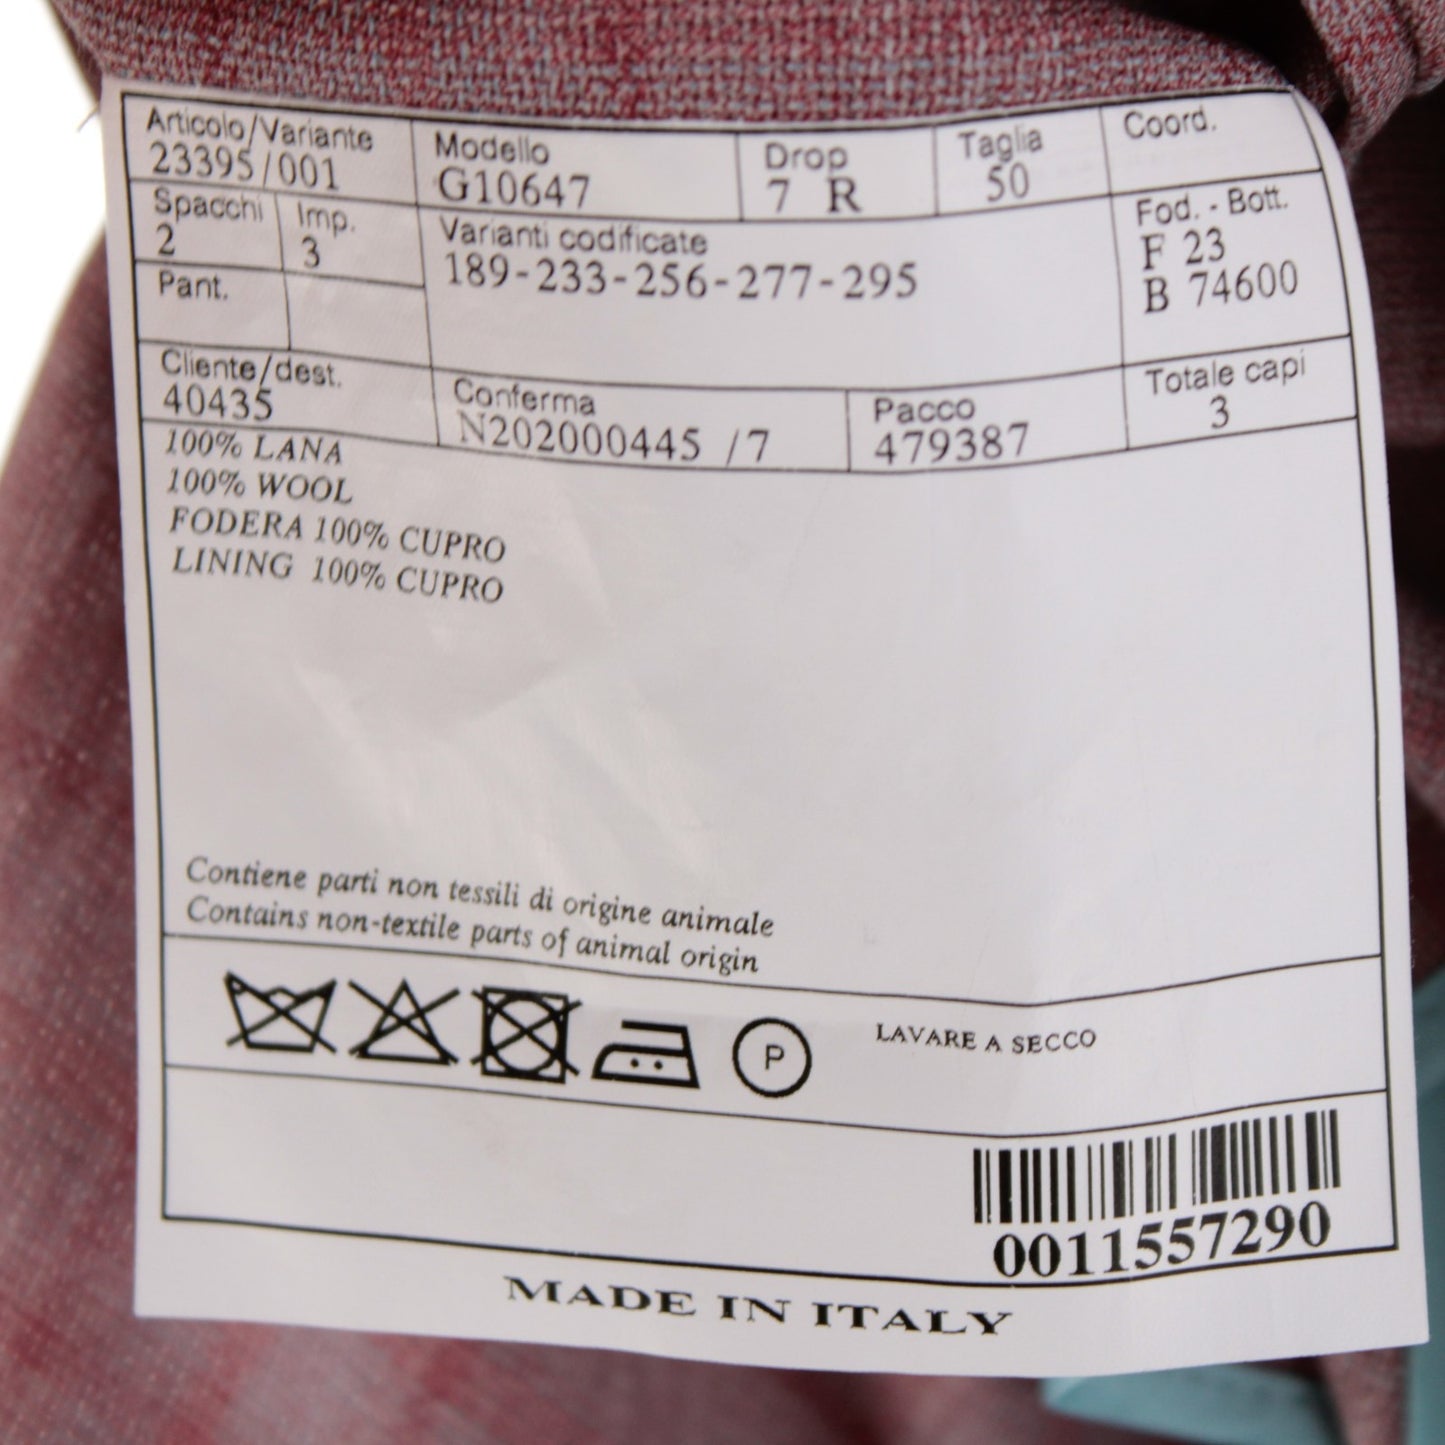 Articolo/Variante
23395/001
Modello
G10647
Drop
7 R
Taglia
50
Coord.
Spacchi
2
Imp.
3
Varianti codificate
189-233-256-277-295
Fod. - Bott.
F 23
B 74600
Pant.
Cliente/dest.
40435
Conferma
N202000445 /7
Pacco
479387
Totale capi
3
100% LANA
100% WOOL
FODERA 100% CUPRO
LINING 100% CUPRO
Contiene parti non tessili di origine animale
Contains non-textile parts of animal origin
P
LAVARE A SECCO
0011557290
MADE IN ITALY